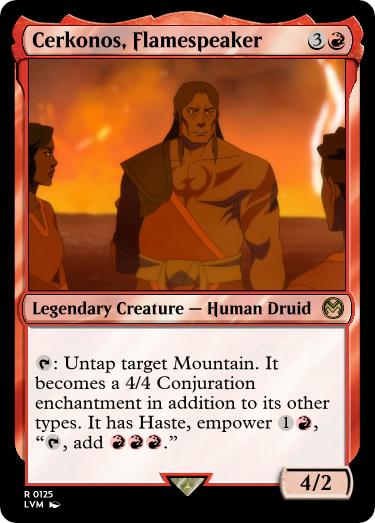 Cerkonos, Flamespeaker 3
Legendary Creature — Human Druid
: Untap target Mountain. It
becomes a 4/4 Conjuration
enchantment in addition to its other
types. It has Haste, empower 1 ,
“ , add .”
4/2
R 0125
LVM